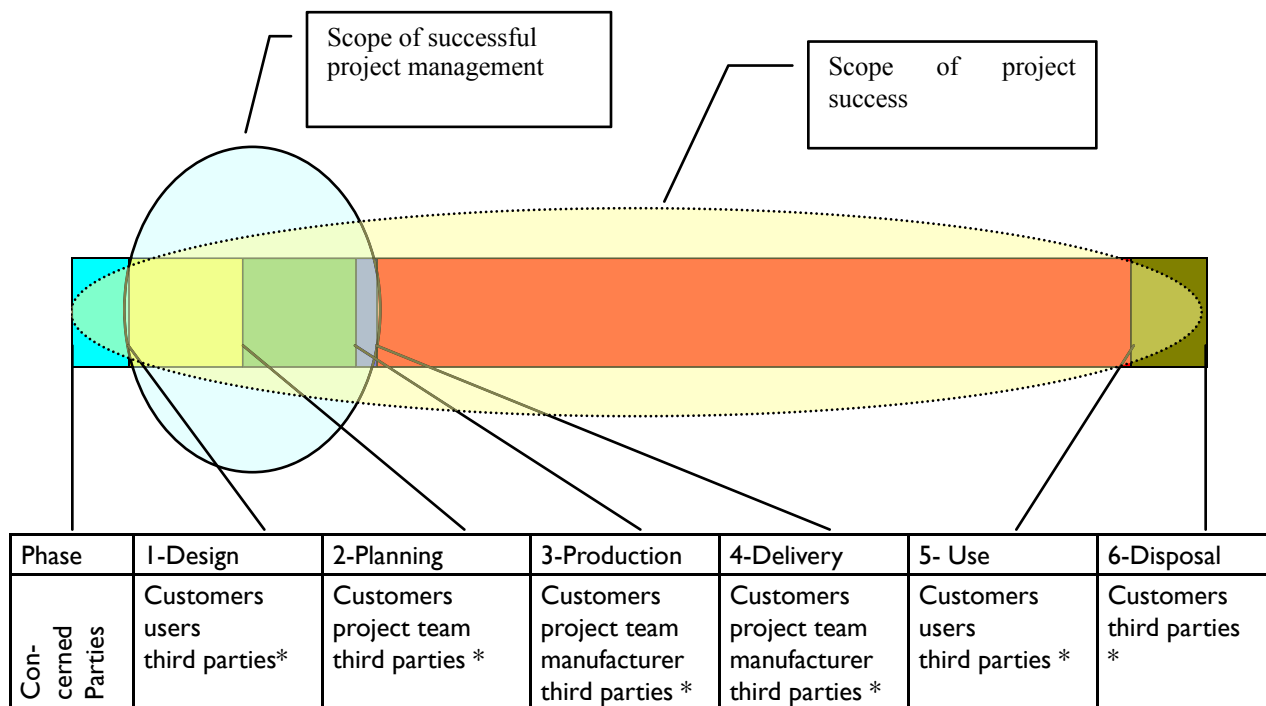 Scope of successful
project management
Scope of project
success
Phase
1-Design
2-Planning
3-Production
4-Delivery
5- Use
6-Disposal
Con-
cerned
Parties
Customers
users
third parties*
Customers
project team
third parties *
Customers
project team
manufacturer
third parties *
Customers
project team
manufacturer
third parties *
Customers
users
third parties *
Customers
third parties
*